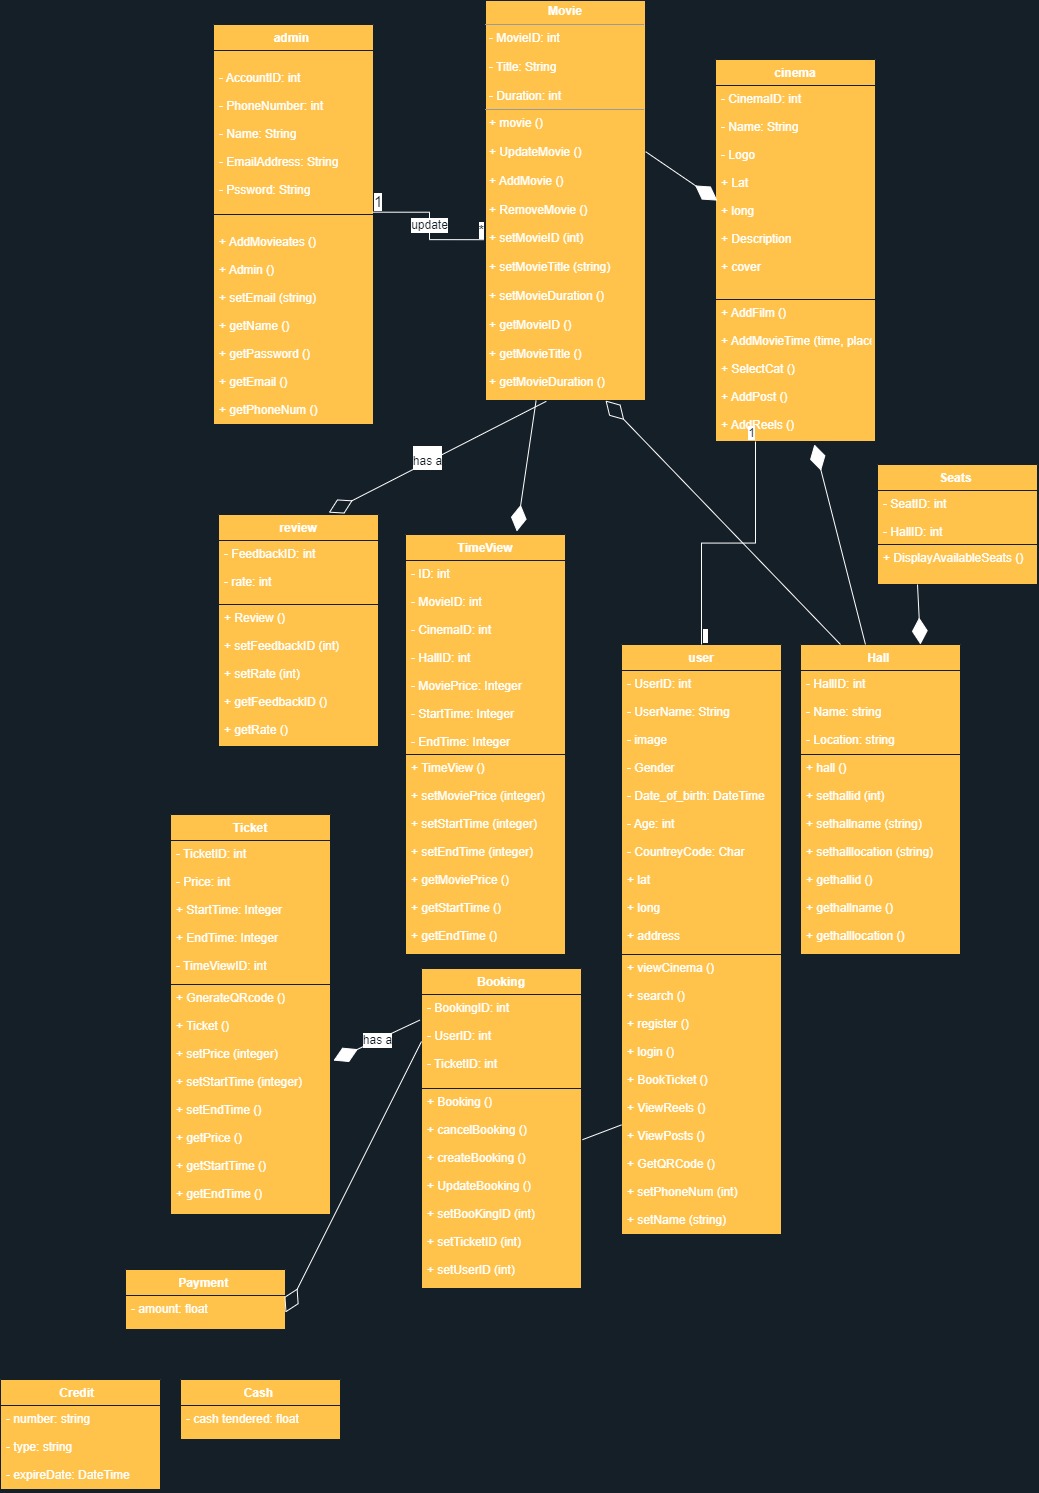 Movie
- MovieID: int
- Title: String
- Duration: int
+ movie ()
+ UpdateMovie ()
+ AddMovie ()
+ RemoveMovie ()
+ setMovieID (int)
+ setMovieTitle (string)
+ setMovieDuration ()
+ getMovieID ()
+ getMovieTitle ()
+ getMovieDuration ()
admin
- AccountID: int
- PhoneNumber: int
- Name: String
- EmailAddress: String
- Pssword: String
+ AddMovieates ()
+ Admin ()
+ setEmail (string)
+ getName ()
+ getPassword ()
+ getEmail ()
+ getPhoneNum ()
1
update
*
cinema
- CinemaID: int
- Name: String
- Logo
+ Lat
+ long
+ Description
+ cover
+ AddFilm ()
+ AddMovieTime (time, plac
+ SelectCat ()
+ AddPost ()
+ AddReels ()
1
has a
Seats
- SeatID: int
- HallID: int
+ DisplayAvailableSeats ()
review
- FeedbackID: int
- rate: int
+ Review ()
+ setFeedbackID (int)
+ setRate (int)
+ getFeedbackID ()
+ getRate ()
TimeView
- ID: int
- MovieID: int
- CinemaID: int
- HallID: int
- MoviePrice: Integer
- StartTime: Integer
- EndTime: Integer
+ TimeView ()
+ setMoviePrice (integer)
+ setStartTime (integer)
+ setEndTime (integer)
+ getMoviePrice ()
+ getStartTime ()
+ getEndTime ()
user
- UserID: int
- UserName: String
- image
- Gender
- Date_of_birth: DateTime
- Age: int
- CountreyCode: Char
+ lat
+ long
+ address
+ viewCinema ()
+ search ()
+ register ()
+ login ()
+ BookTicket ()
+ ViewReels ()
+ ViewPosts ()
+ GetQRCode ()
+ setPhoneNum (int)
+ setName (string)
Hall
- HallID: int
- Name: string
- Location: string
+ hall ()
+ sethallid (int)
+ sethallname (string)
+ sethalllocation (string)
+ gethallid ()
+ gethallname ()
+ gethalllocation ()
Ticket
- TicketID: int
- Price: int
+ StartTime: Integer
+ EndTime: Integer
- TimeViewID: int
+ GnerateQRcode ()
+ Ticket ()
+ setPrice (integer)
+ setStartTime (integer)
+ setEndTime ()
+ getPrice ()
+ getStartTime ()
+ getEndTime ()
has a
Booking
- BookingID: int
- UserID: int
- TicketID: int
+ Booking ()
+ cancelBooking ()
+ createBooking ()
+ UpdateBooking ()
+ setBooKingID (int)
+ setTicketID (int)
+ setUserID (int)
Payment
- amount: float
Credit
- number: string
- type: string
- expireDate: DateTime
Cash
- cash tendered: float